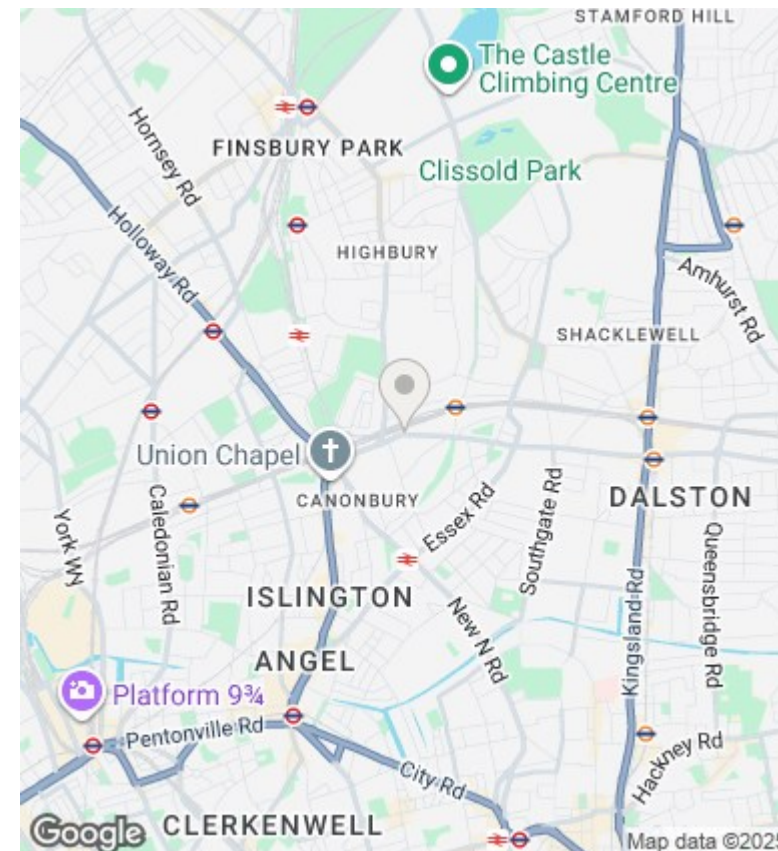 STAMFORD HILL
The Castle
Climbing Centre
Hornsey Rd
FINSBURY PARK
Clissold Park
Holloway Rd
HIGHBURY
Amhurst Rd
SHACKLEWELL
Union Chapel
CANONBURY
Essex Rd
DALSTON
York WY
Caledonian Rd
Southgate Rd
Queensbridge Rd
ISLINGTON
New N Rd
Kingsland Rd
ANGEL
Platform 9¾
Pentonville Rd
City Rd
Hackney Rd
Google
CLERKENWELL
Map data ©2025